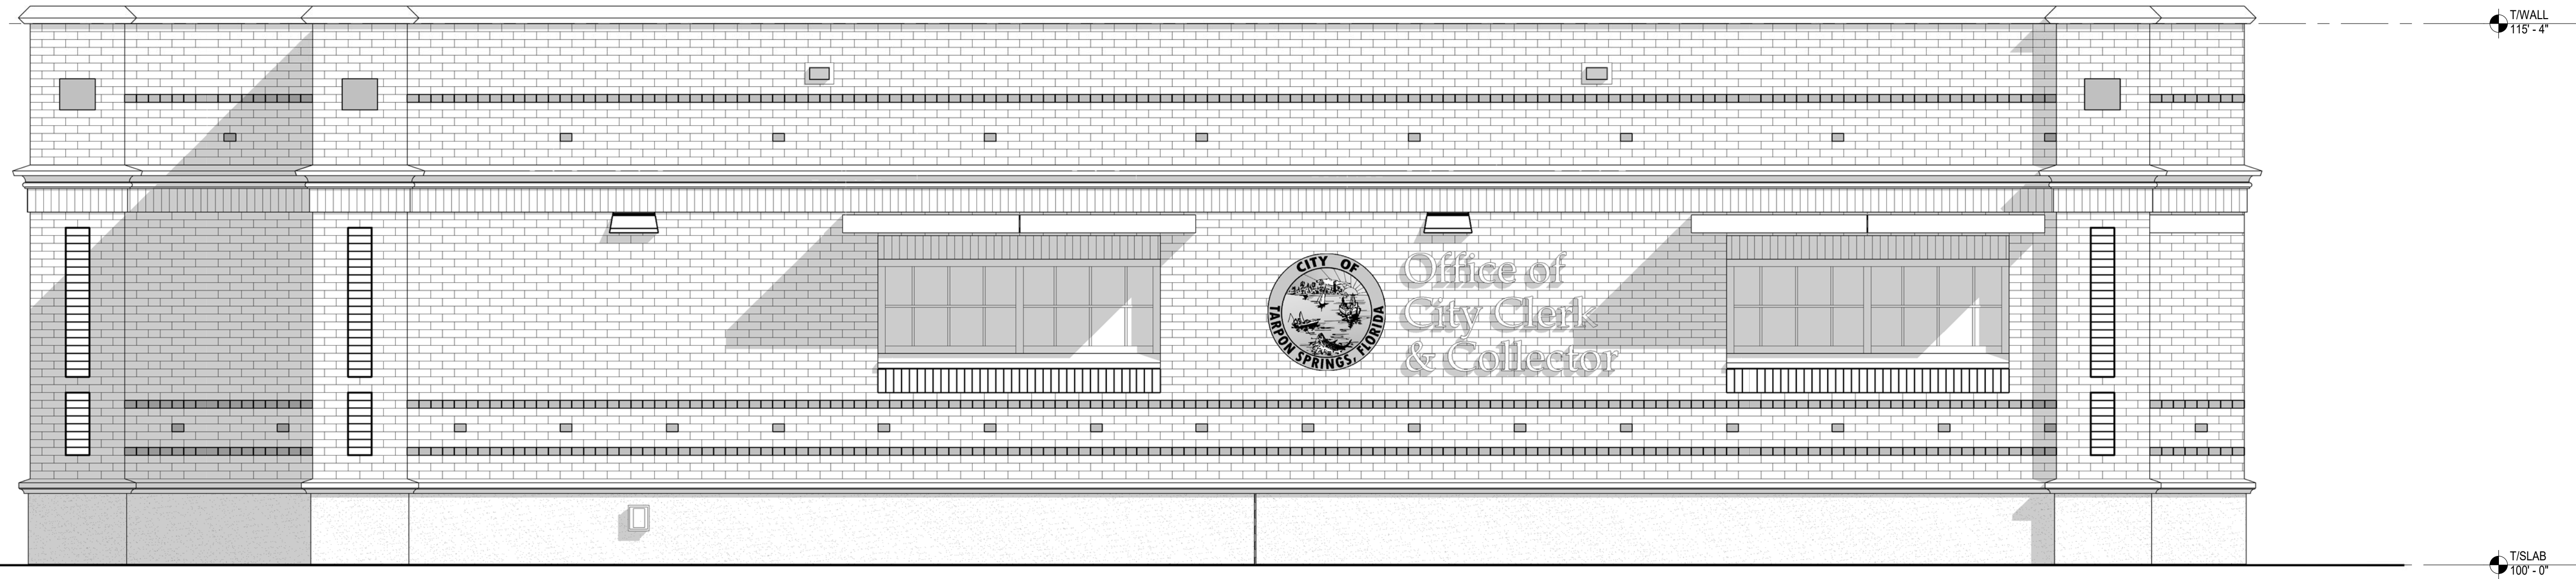 T/WALL
115' - 4"
CITY OF
TARPON SPRINGS, FLORIDA
Office of
City Clerk
& Collector
T/SLAB
100' - 0"